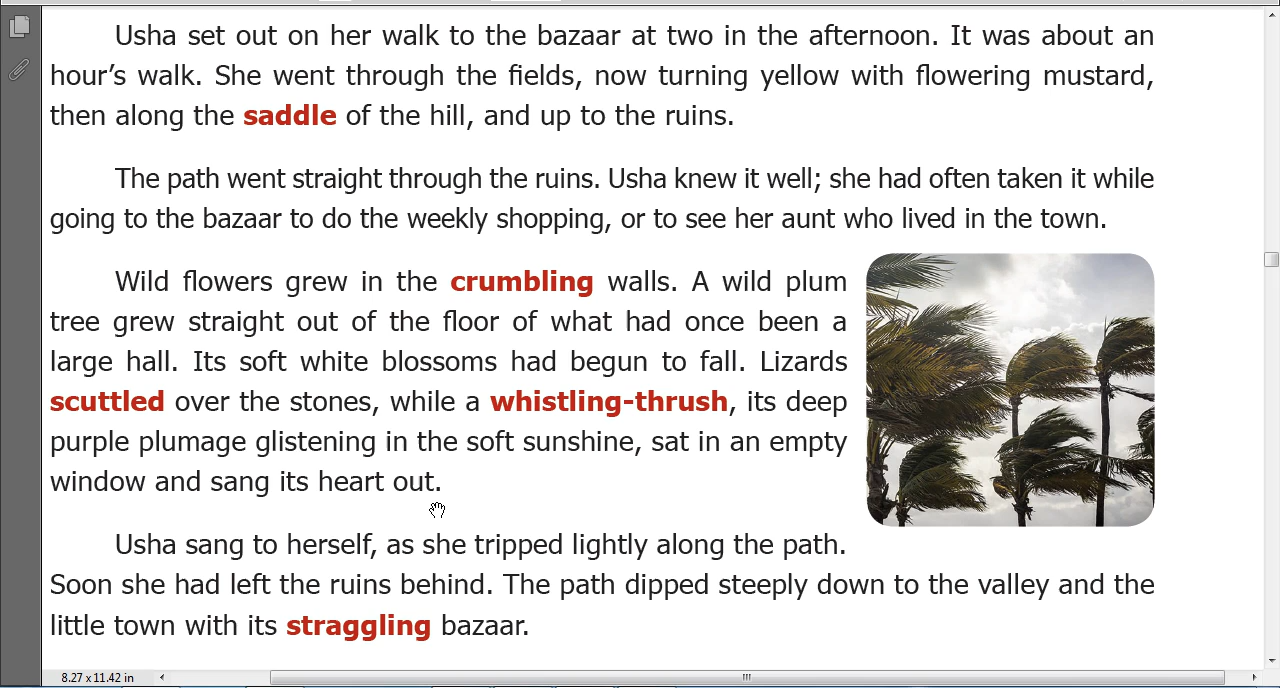 Usha set out on her walk to the bazaar at two in the afternoon. It was about an
hour’s walk. She went through the fields, now turning yellow with flowering mustard,
then along the saddle of the hill, and up to the ruins.
The path went straight through the ruins. Usha knew it well; she had often taken it while
going to the bazaar to do the weekly shopping, or to see her aunt who lived in the town.
Wild flowers grew in the crumbling walls. A wild plum
tree grew straight out of the floor of what had once been a
large hall. Its soft white blossoms had begun to fall. Lizards
scuttled over the stones, while a whistling-thrush, its deep
purple plumage glistening in the soft sunshine, sat in an empty
window and sang its heart out.
Usha sang to herself, as she tripped lightly along the path.
Soon she had left the ruins behind. The path dipped steeply down to the valley and the
little town with its straggling bazaar.
8.27 x 11.42 in